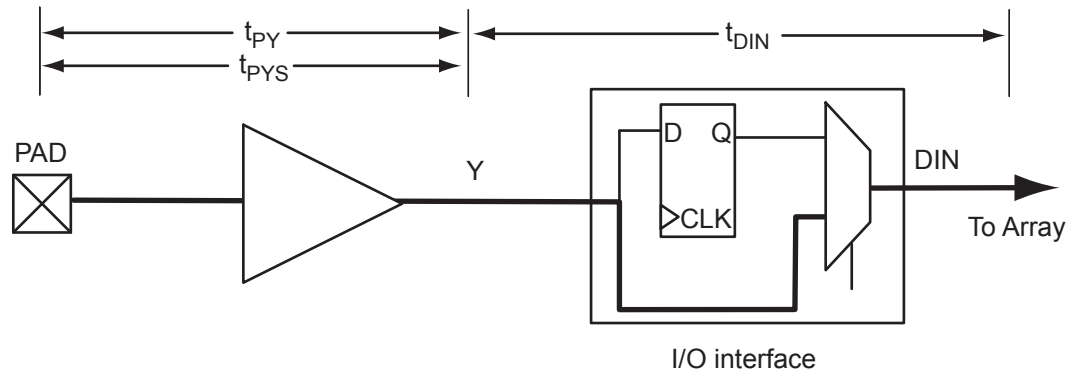 tPY
tDIN
tPYS
D Q
PAD
Y
DIN
CLK
To Array
I/O interface